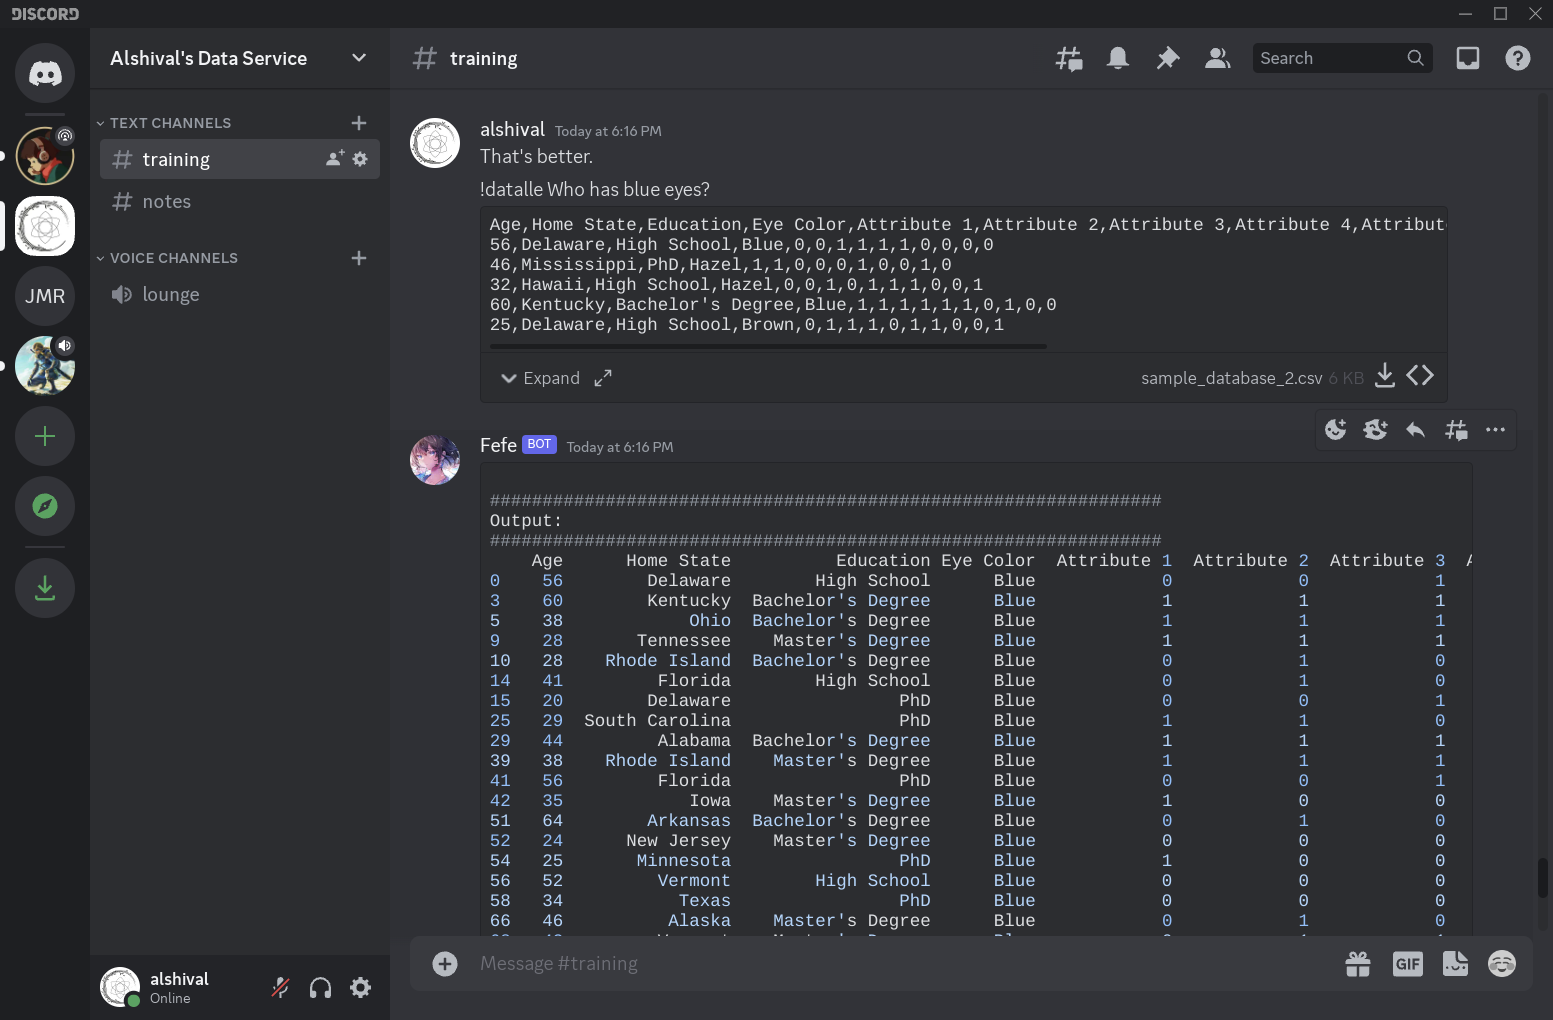 DISCORD
Alshival's Data Service
training
Search
TEXT CHANNELS
training
notes
VOICE CHANNELS
lounge
JMR
alshival Today at 6:16 PM
That's better.
!datalle Who has blue eyes?
Age,Home State,Education,Eye Color,Attribute 1,Attribute 2,Attribute 3,Attribute 4,Attribut
56,Delaware,High School,Blue,0,0,1,1,1,1,0,0,0,0
46,Mississippi,PhD,Hazel,1,1,0,0,0,1,0,0,1,0
32,Hawaii,High School,Hazel,0,0,1,0,1,1,1,0,0,1
60,Kentucky,Bachelor's Degree,Blue,1,1,1,1,1,1,0,1,0,0
25,Delaware,High School,Brown,0,1,1,1,0,1,1,0,0,1
Expand sample_database_2.csv 6 KB
Fefe BOT Today at 6:16 PM
################################################################
Output:
################################################################
Age Home State Education Eye Color Attribute 1 Attribute 2 Attribute 3 A
0 56 Delaware High School Blue 0 0 1
3 60 Kentucky Bachelor's Degree Blue 1 1 1
5 38 Ohio Bachelor's Degree Blue 1 1 1
9 28 Tennessee Master's Degree Blue 1 1 1
10 28 Rhode Island Bachelor's Degree Blue 0 1 0
14 41 Florida High School Blue 0 1 0
15 20 Delaware PhD Blue 0 0 1
25 29 South Carolina PhD Blue 1 1 0
29 44 Alabama Bachelor's Degree Blue 1 1 1
39 38 Rhode Island Master's Degree Blue 1 1 1
41 56 Florida PhD Blue 0 0 1
42 35 Iowa Master's Degree Blue 1 0 0
51 64 Arkansas Bachelor's Degree Blue 0 1 0
52 24 New Jersey Master's Degree Blue 0 0 0
54 25 Minnesota PhD Blue 1 0 0
56 52 Vermont High School Blue 0 0 0
58 34 Texas PhD Blue 0 0 0
66 46 Alaska Master's Degree Blue 0 1 0
Message #training
GIF
alshival
Online